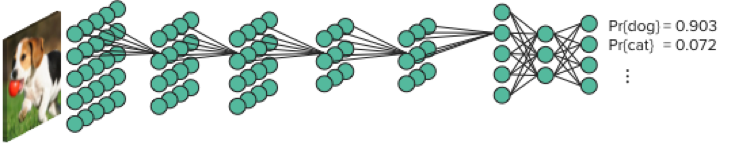 Pr{dog} = 0.903
Pr{cat} = 0.072
⋮